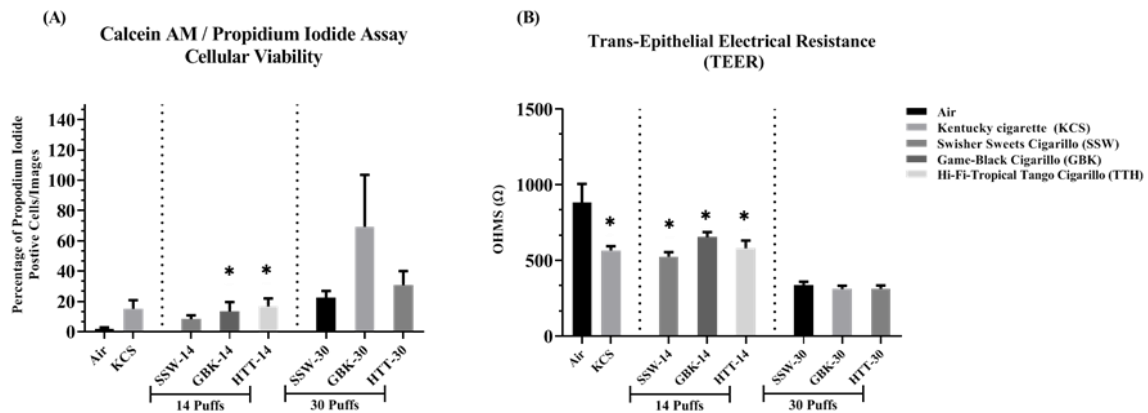 (A)
Calcein AM / Propidium Iodide Assay
Cellular Viability
Percentage of Propodium Iodide
Postive Cells/Images
140
120
100
80
60
40
20
0
*
*
Air
KCS
SSW-14
GBK-14
HTT-14
SSW-30
GBK-30
HTT-30
14 Puffs
30 Puffs
(B)
Trans-Epithelial Electrical Resistance
(TEER)
OHMS (Ω)
1500
1000
500
0
*
*
*
*
Air
KCS
SSW-14
GBK-14
HTT-14
SSW-30
GBK-30
HTT-30
14 Puffs
30 Puffs
Air
Kentucky cigarette (KCS)
Swisher Sweets Cigarillo (SSW)
Game-Black Cigarillo (GBK)
Hi-Fi-Tropical Tango Cigarillo (TTH)